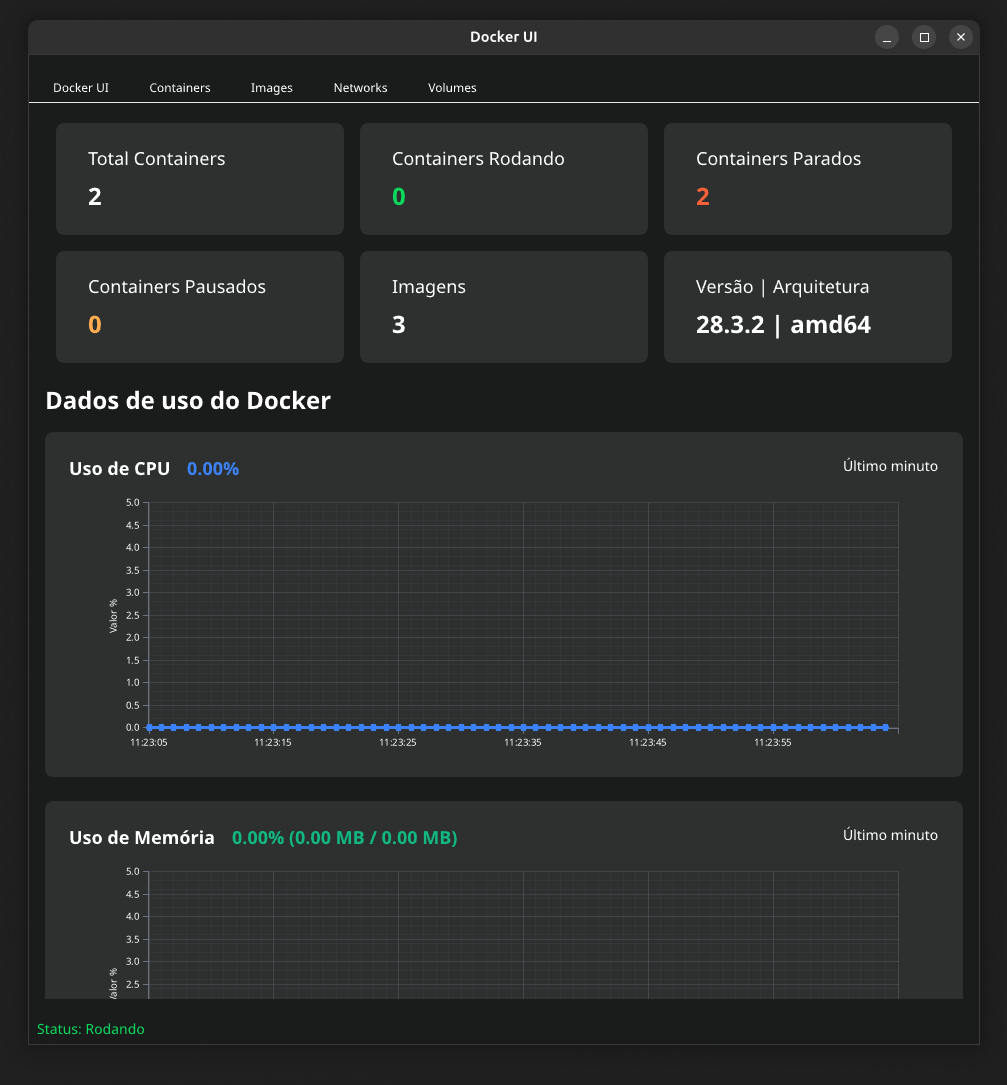 Docker UI
Docker UI Containers Images Networks Volumes
Total Containers
2
Containers Rodando
0
Containers Parados
2
Containers Pausados
0
Imagens
3
Versão | Arquitetura
28.3.2 | amd64
Dados de uso do Docker
Uso de CPU 0.00% Último minuto
5.0
4.5
4.0
3.5
3.0
2.5
2.0
1.5
1.0
0.5
0.0
Valor %
11:23:05 11:23:15 11:23:25 11:23:35 11:23:45 11:23:55
Uso de Memória 0.00% (0.00 MB / 0.00 MB) Último minuto
5.0
4.5
4.0
3.5
3.0
2.5
Valor %
Status: Rodando